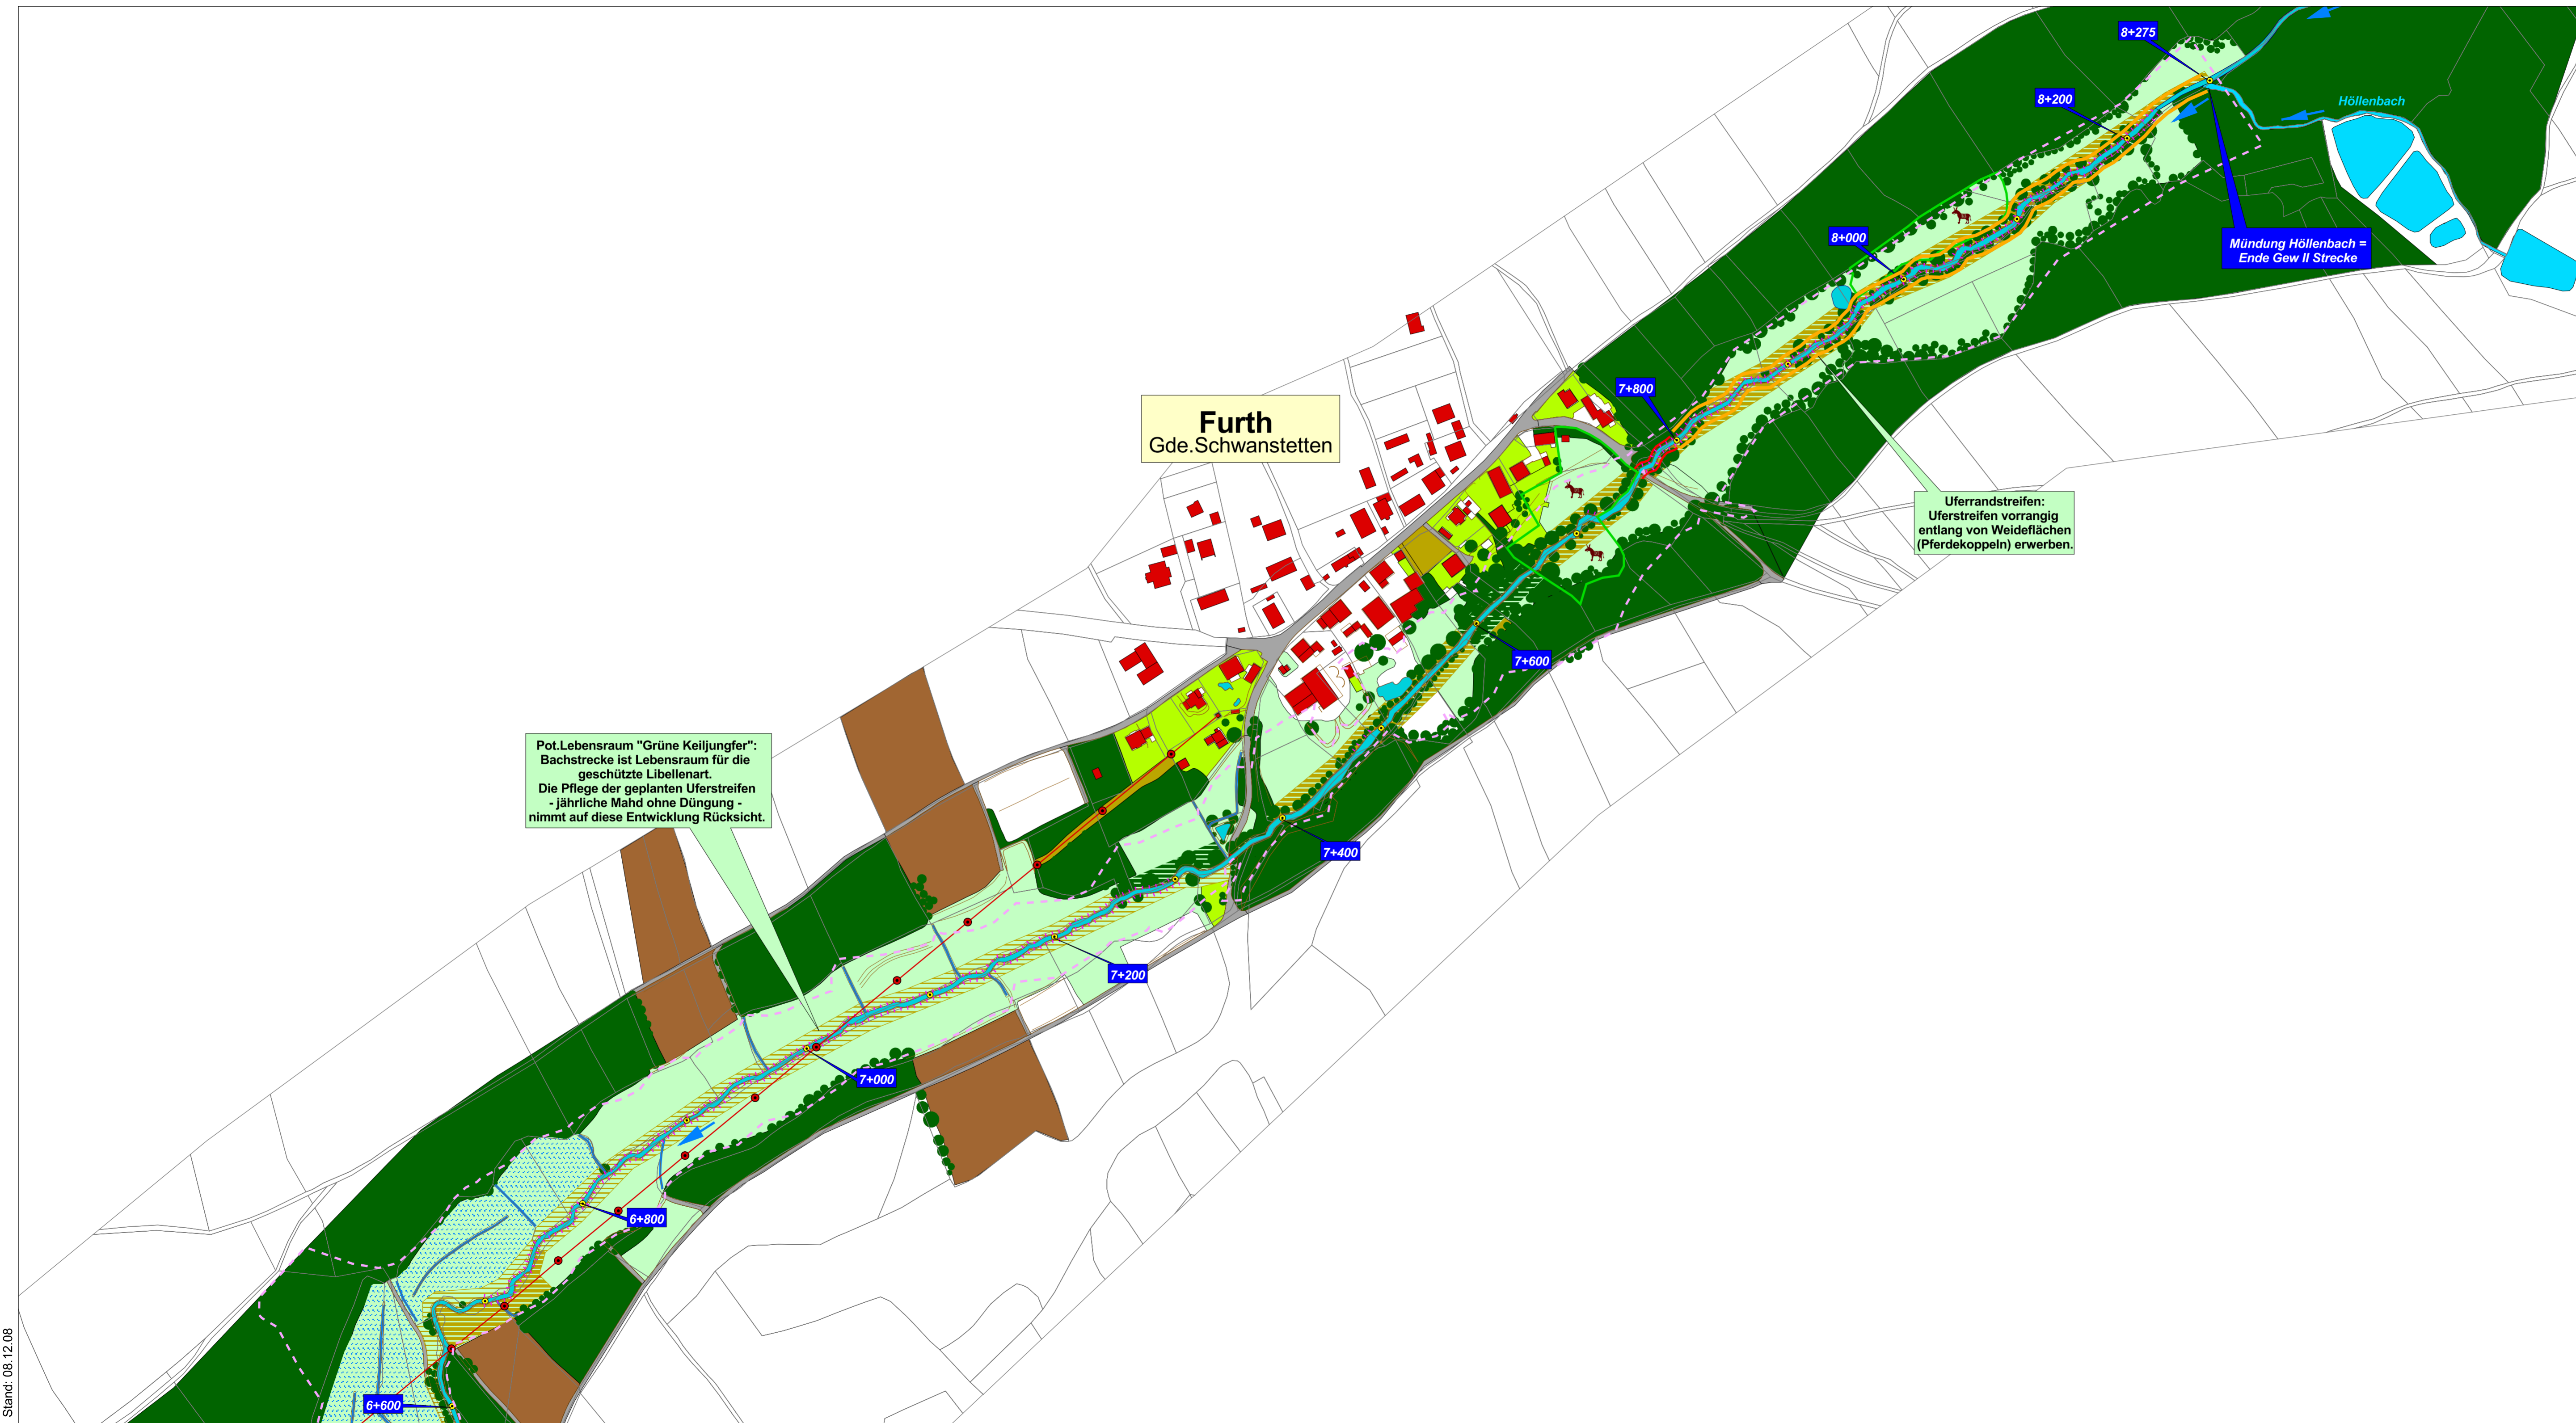 8+275
8+200
Höllenbach
8+000
Mündung Höllenbach =
Ende Gew II Strecke
7+800
Furth
Gde.Schwanstetten
Uferrandstreifen:
Uferstreifen vorrangig
entlang von Weideflächen
(Pferdekoppeln) erwerben.
7+600
Pot.Lebensraum "Grüne Keiljungfer":
Bachstrecke ist Lebensraum für die
geschützte Libellenart.
Die Pflege der geplanten Uferstreifen
- jährliche Mahd ohne Düngung -
nimmt auf diese Entwicklung Rücksicht.
7+400
7+200
7+000
6+800
6+600
Stand: 08.12.08